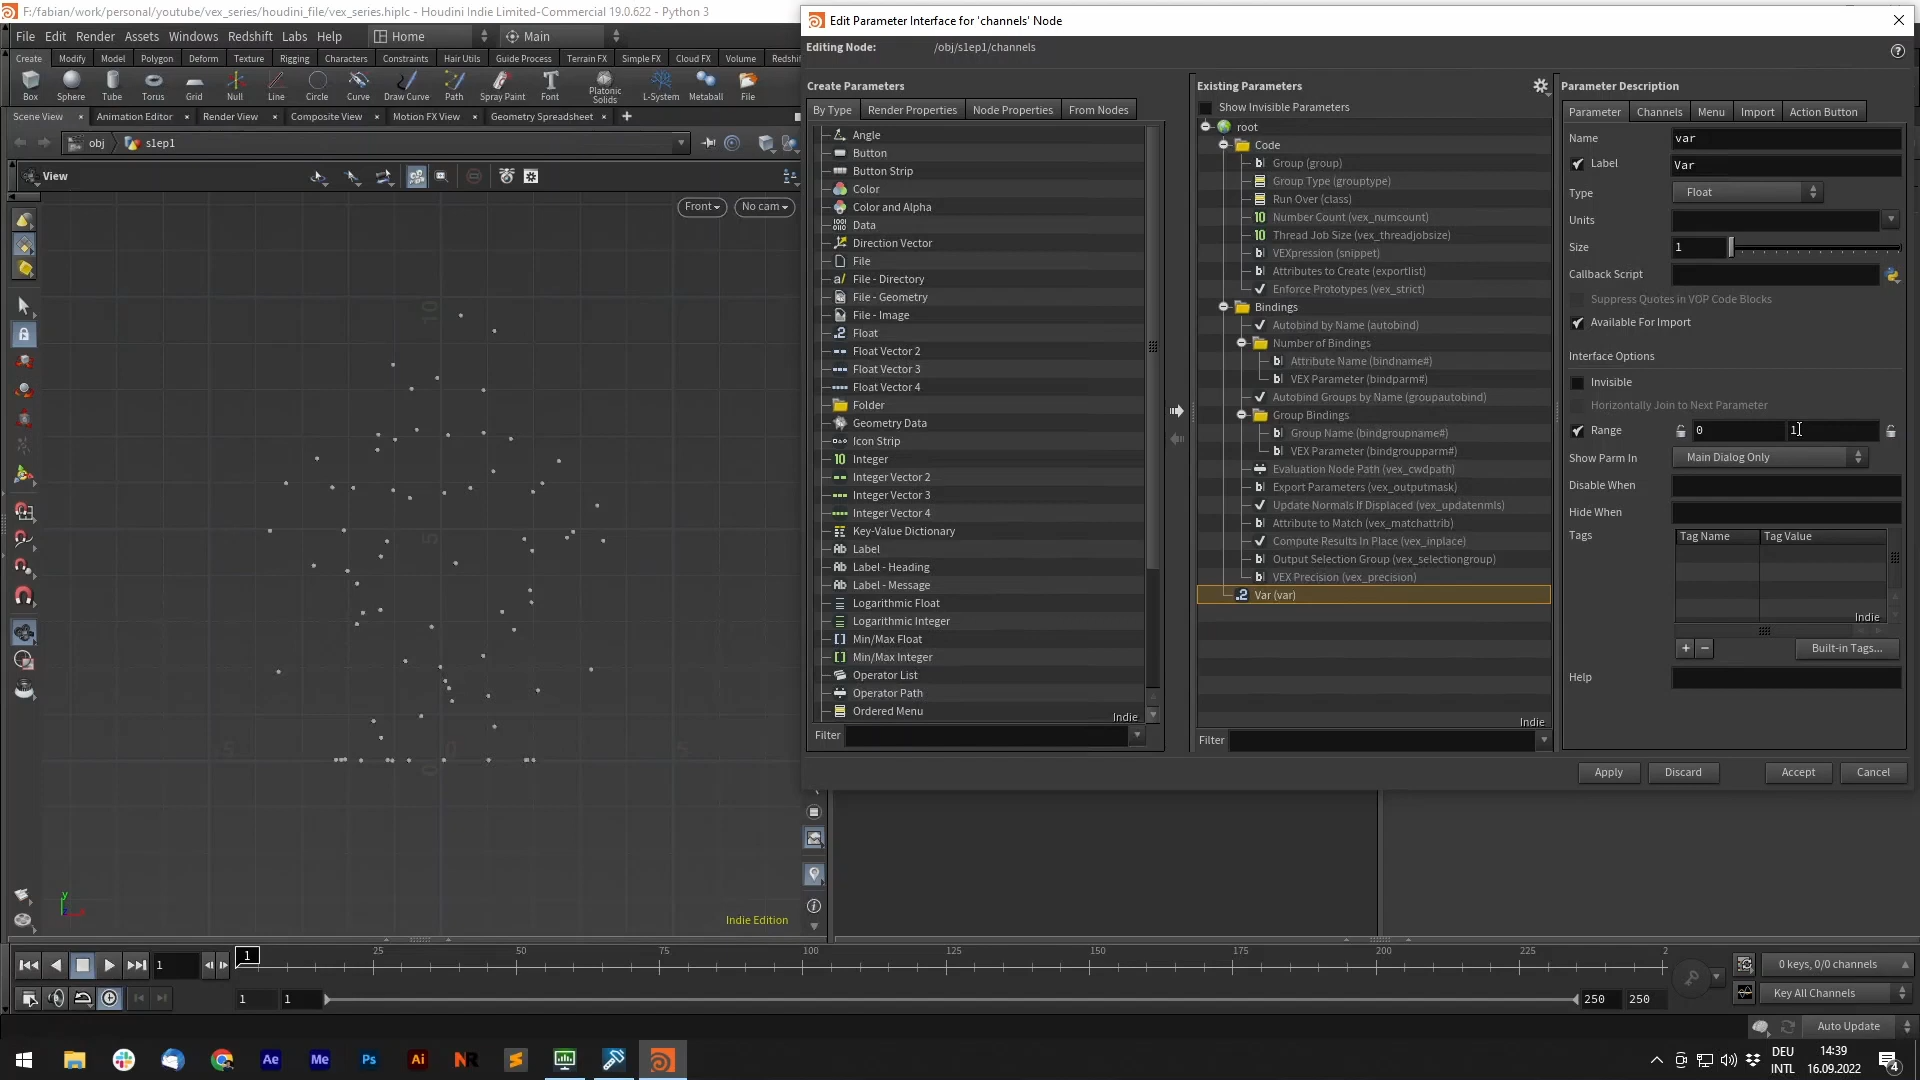 F:/fabian/work/personal/youtube/vex_series/houdini_file/vex_series.hiplc - Houdini Indie Limited-Commercial 19.0.622 - Python 3
File Edit Render Assets Windows Redshift Labs Help Home Main
Create Modify Model Polygon Deform Texture Rigging Characters Constraints Hair Utils Guide Process Terrain FX Simple FX Cloud FX Volume Redshi
Box Sphere Tube Torus Grid Null Line Circle Curve Draw Curve Path Spray Paint Font Platonic Solids L-System Metaball File
Scene View Animation Editor Render View Composite View Motion FX View Geometry Spreadsheet
obj s1ep1
View
Front No cam
10
5
5 0 5
0
Indie Edition
Edit Parameter Interface for 'channels' Node
Editing Node: /obj/s1ep1/channels
Create Parameters
By Type Render Properties Node Properties From Nodes
Angle
Button
Button Strip
Color
Color and Alpha
Data
Direction Vector
File
File - Directory
File - Geometry
File - Image
Float
Float Vector 2
Float Vector 3
Float Vector 4
Folder
Geometry Data
Icon Strip
Integer
Integer Vector 2
Integer Vector 3
Integer Vector 4
Key-Value Dictionary
Label
Label - Heading
Label - Message
Logarithmic Float
Logarithmic Integer
Min/Max Float
Min/Max Integer
Operator List
Operator Path
Ordered Menu
Indie
Filter
Existing Parameters
Show Invisible Parameters
root
Code
Group (group)
Group Type (grouptype)
Run Over (class)
Number Count (vex_numcount)
Thread Job Size (vex_threadjobsize)
VEXpression (snippet)
Attributes to Create (exportlist)
Enforce Prototypes (vex_strict)
Bindings
Autobind by Name (autobind)
Number of Bindings
Attribute Name (bindname#)
VEX Parameter (bindparm#)
Autobind Groups by Name (groupautobind)
Group Bindings
Group Name (bindgroupname#)
VEX Parameter (bindgroupparm#)
Evaluation Node Path (vex_cwdpath)
Export Parameters (vex_outputmask)
Update Normals If Displaced (vex_updatenmls)
Attribute to Match (vex_matchattrib)
Compute Results In Place (vex_inplace)
Output Selection Group (vex_selectiongroup)
VEX Precision (vex_precision)
Var (var)
Indie
Filter
Parameter Description
Parameter Channels Menu Import Action Button
Name var
Label Var
Type Float
Units
Size 1
Callback Script
Suppress Quotes in VOP Code Blocks
Available For Import
Interface Options
Invisible
Horizontally Join to Next Parameter
Range 0 1
Show Parm In Main Dialog Only
Disable When
Hide When
Tags Tag Name Tag Value
Indie
+ − Built-in Tags...
Help
Apply Discard Accept Cancel
1 1 25 50 75 100 125 150 175 200 225 2
0 keys, 0/0 channels
1 1 250 250
Key All Channels
Auto Update
Ae Me Ps Ai NR
DEU INTL
14:39
16.09.2022
4